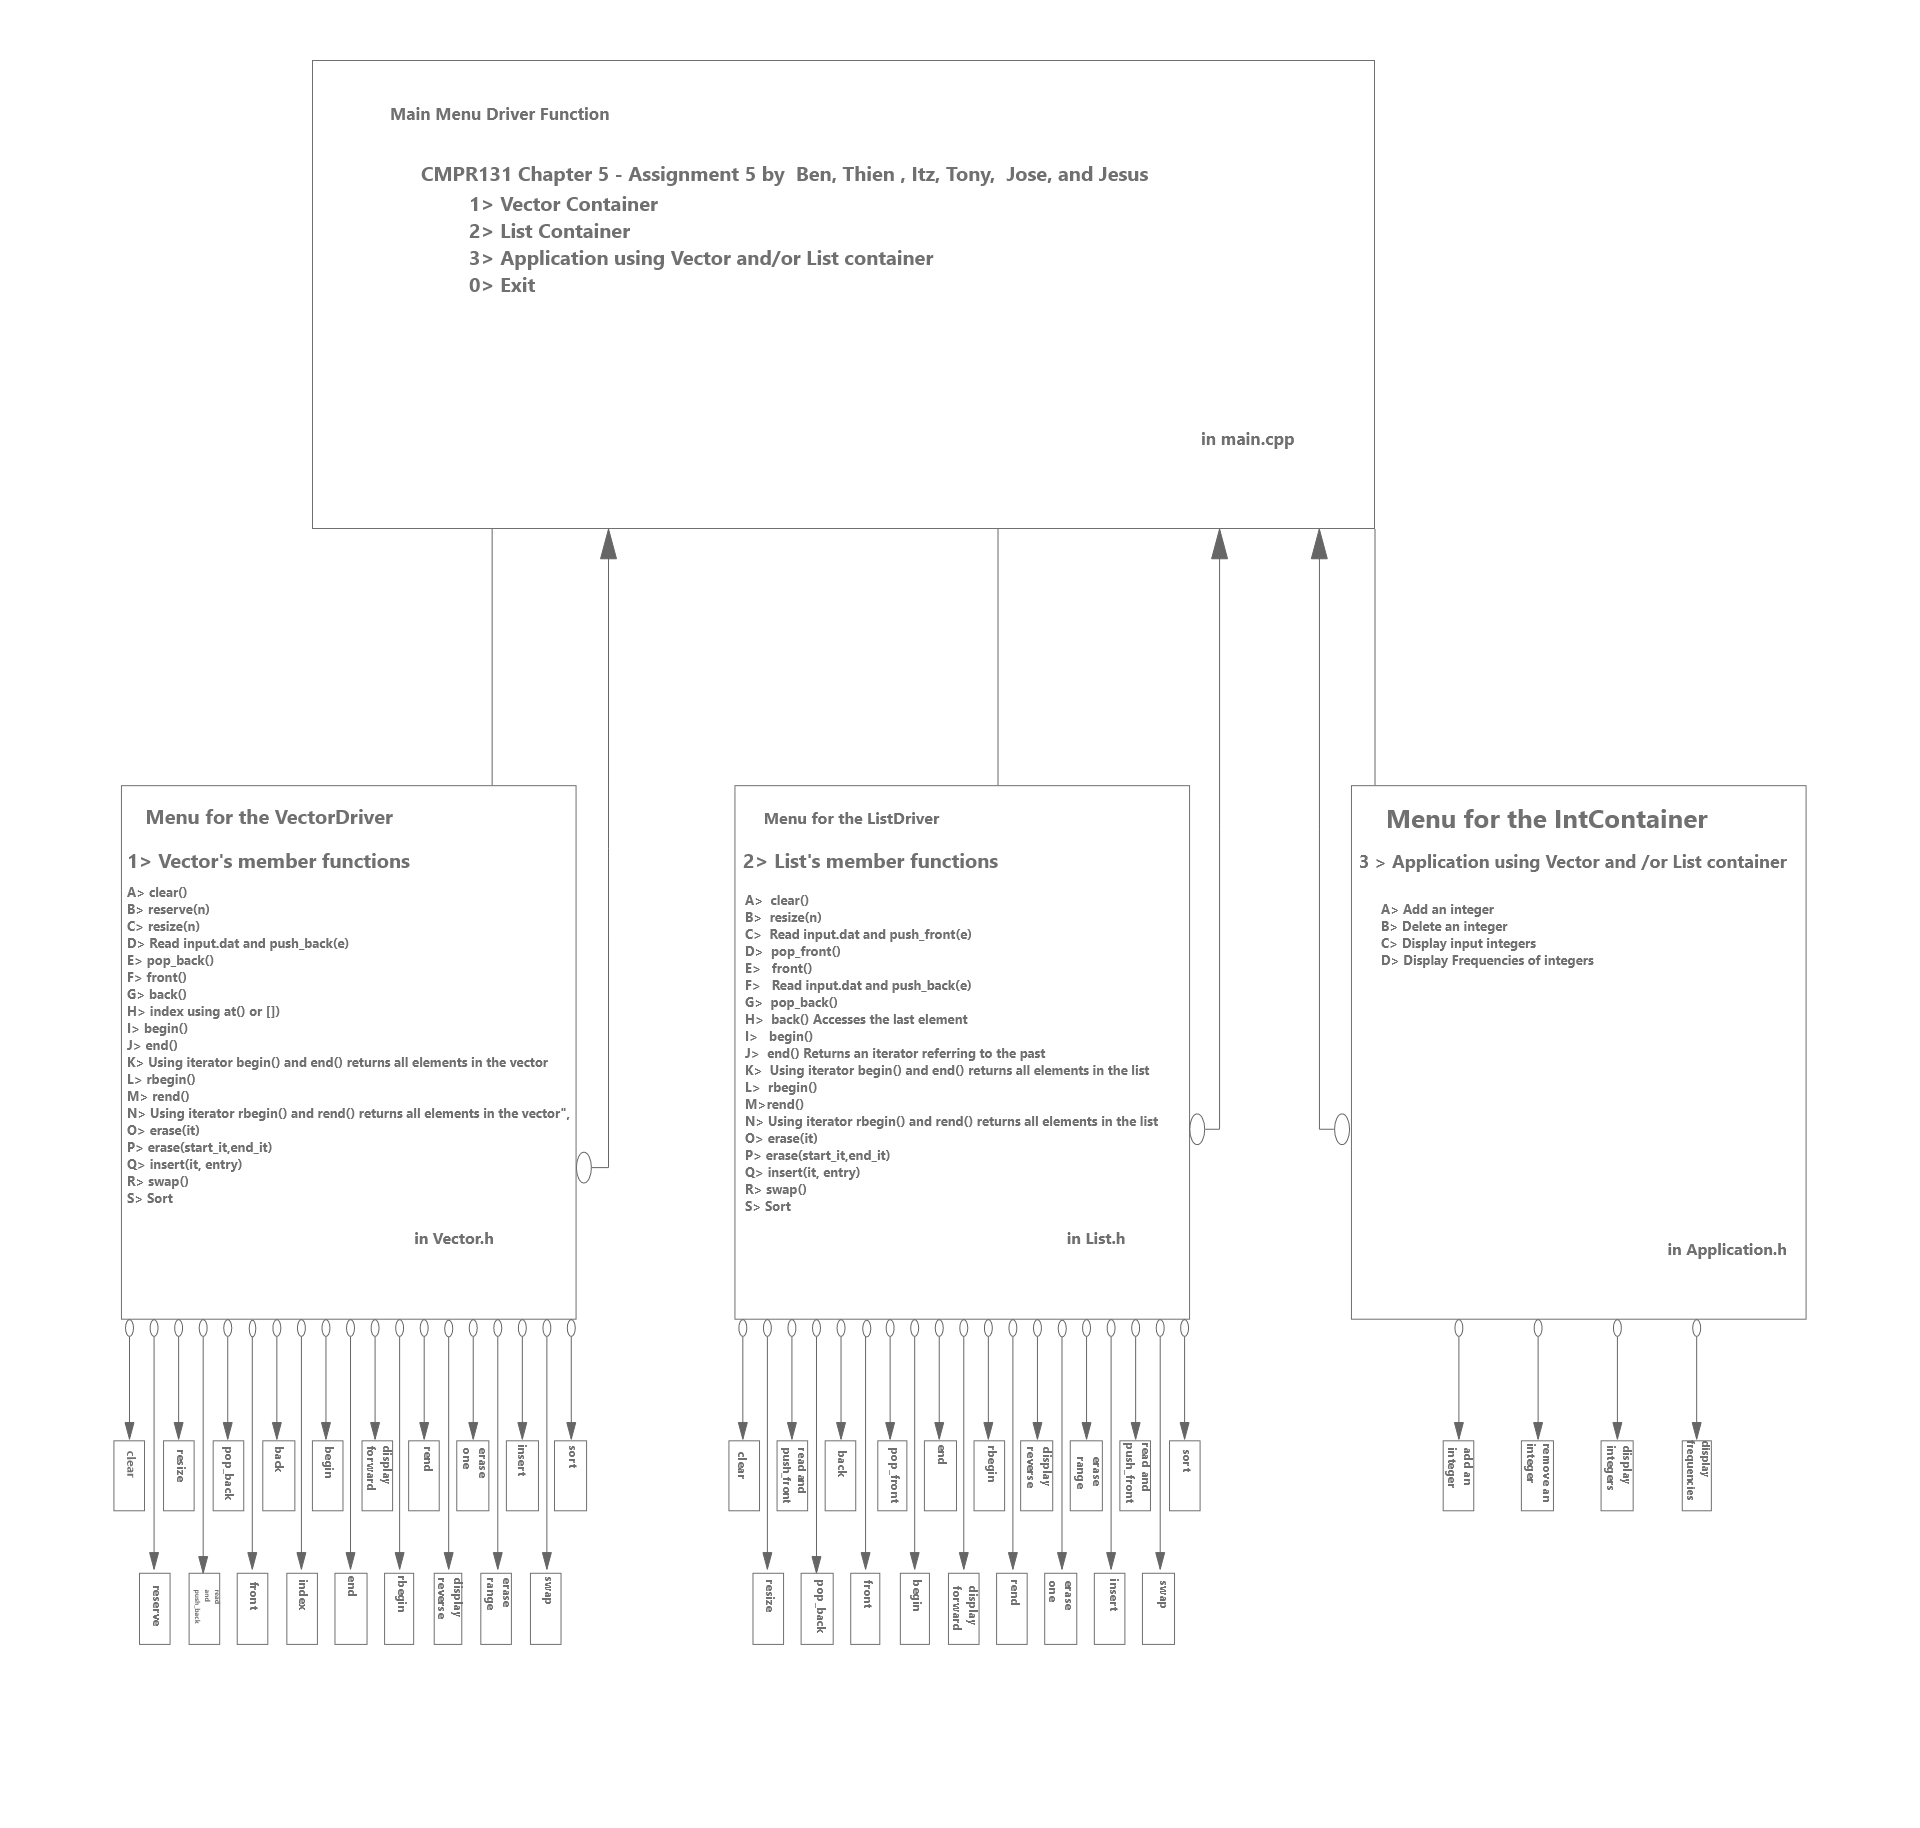 Main Menu Driver Function
CMPR131 Chapter 5 - Assignment 5 by  Ben, Thien , Itz, Tony,  Jose, and Jesus
1> Vector Container
2> List Container
3> Application using Vector and/or List container
0> Exit
in main.cpp
Menu for the VectorDriver
1> Vector's member functions
A> clear()
B> reserve(n)
C> resize(n)
D> Read input.dat and push_back(e)
E> pop_back()
F> front()
G> back()
H> index using at() or [])
I> begin()
J> end()
K> Using iterator begin() and end() returns all elements in the vector
L> rbegin()
M> rend()
N> Using iterator rbegin() and rend() returns all elements in the vector",
O> erase(it)
P> erase(start_it,end_it)
Q> insert(it, entry)
R> swap()
S> Sort
in Vector.h
Menu for the ListDriver
2> List's member functions
A>  clear()
B>  resize(n)
C>  Read input.dat and push_front(e)
D>  pop_front()
E>   front()
F>   Read input.dat and push_back(e)
G>  pop_back()
H>  back() Accesses the last element
I>   begin()
J>  end() Returns an iterator referring to the past
K>  Using iterator begin() and end() returns all elements in the list
L>  rbegin()
M>rend()
N> Using iterator rbegin() and rend() returns all elements in the list
O> erase(it)
P> erase(start_it,end_it)
Q> insert(it, entry)
R> swap()
S> Sort
in List.h
Menu for the IntContainer
3 > Application using Vector and /or List container
A> Add an integer
B> Delete an integer
C> Display input integers
D> Display Frequencies of integers
in Application.h
clear
resize
pop_back
back
begin
display
forward
rend
erase
one
insert
sort
reserve
read
and
push_back
front
index
end
rbegin
display
reverse
erase
range
swap
clear
read and
push_front
back
pop_front
end
rbegin
display
reverse
erase
range
read and
push_front
sort
resize
pop_back
front
begin
display
forward
rend
erase
one
insert
swap
add an
integer
remove an
integer
display
integers
display
frequencies